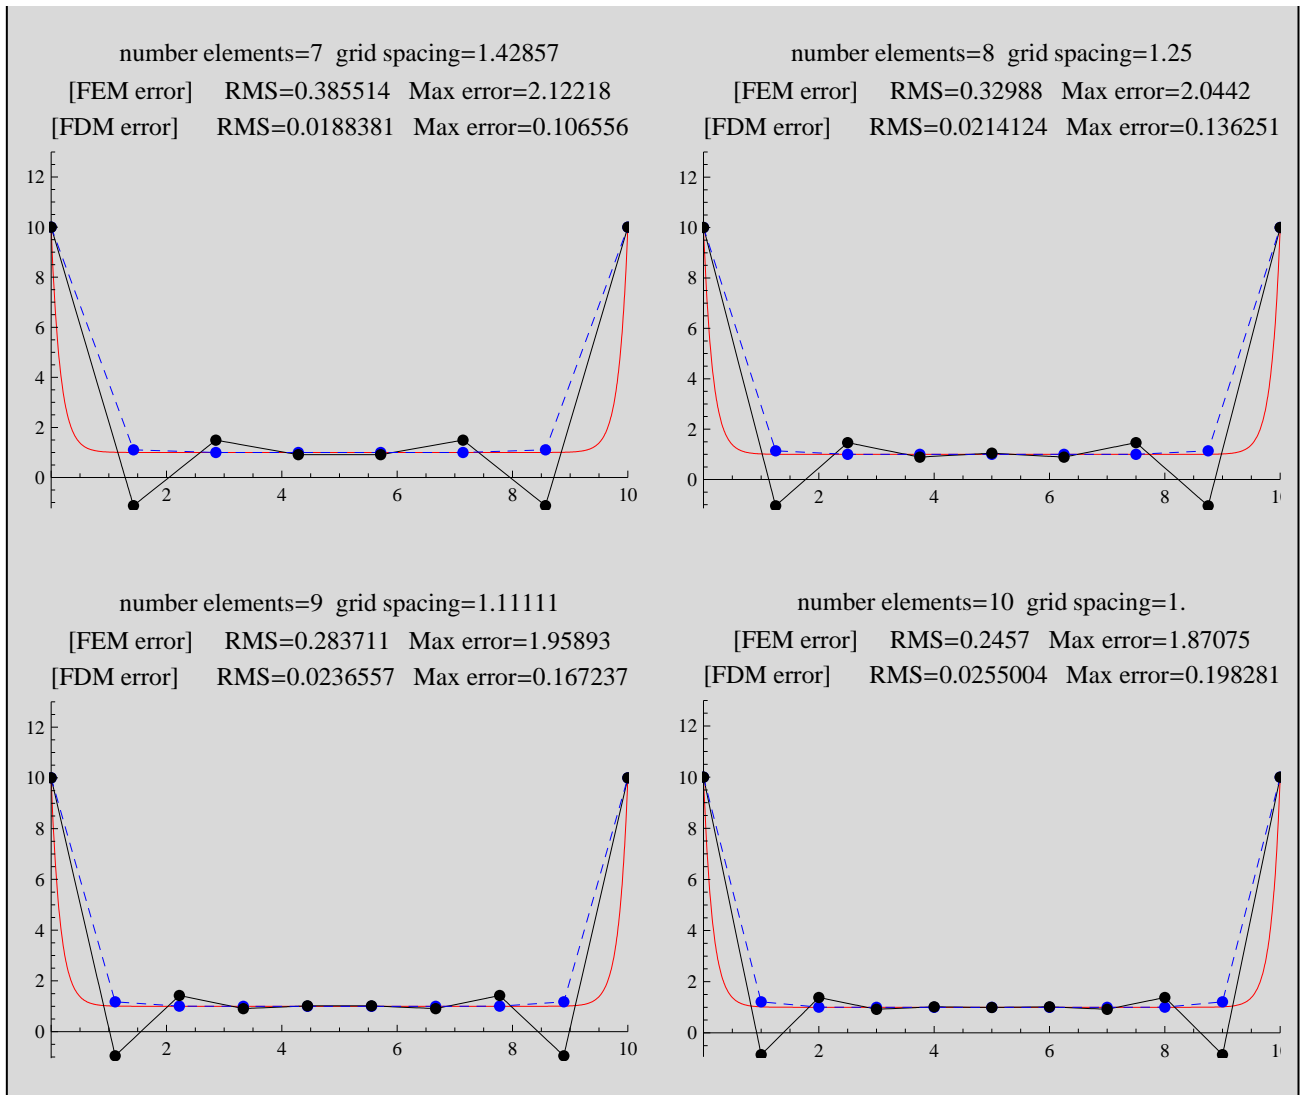 number elements=7 grid spacing=1.42857
[FEM error] RMS=0.385514 Max error=2.12218
[FDM error] RMS=0.0188381 Max error=0.106556
12
10
8
6
4
2
0
2 4 6 8 10
number elements=8 grid spacing=1.25
[FEM error] RMS=0.32988 Max error=2.0442
[FDM error] RMS=0.0214124 Max error=0.136251
12
10
8
6
4
2
0
2 4 6 8 1
number elements=9 grid spacing=1.11111
[FEM error] RMS=0.283711 Max error=1.95893
[FDM error] RMS=0.0236557 Max error=0.167237
12
10
8
6
4
2
0
2 4 6 8 10
number elements=10 grid spacing=1.
[FEM error] RMS=0.2457 Max error=1.87075
[FDM error] RMS=0.0255004 Max error=0.198281
12
10
8
6
4
2
0
2 4 6 8 1